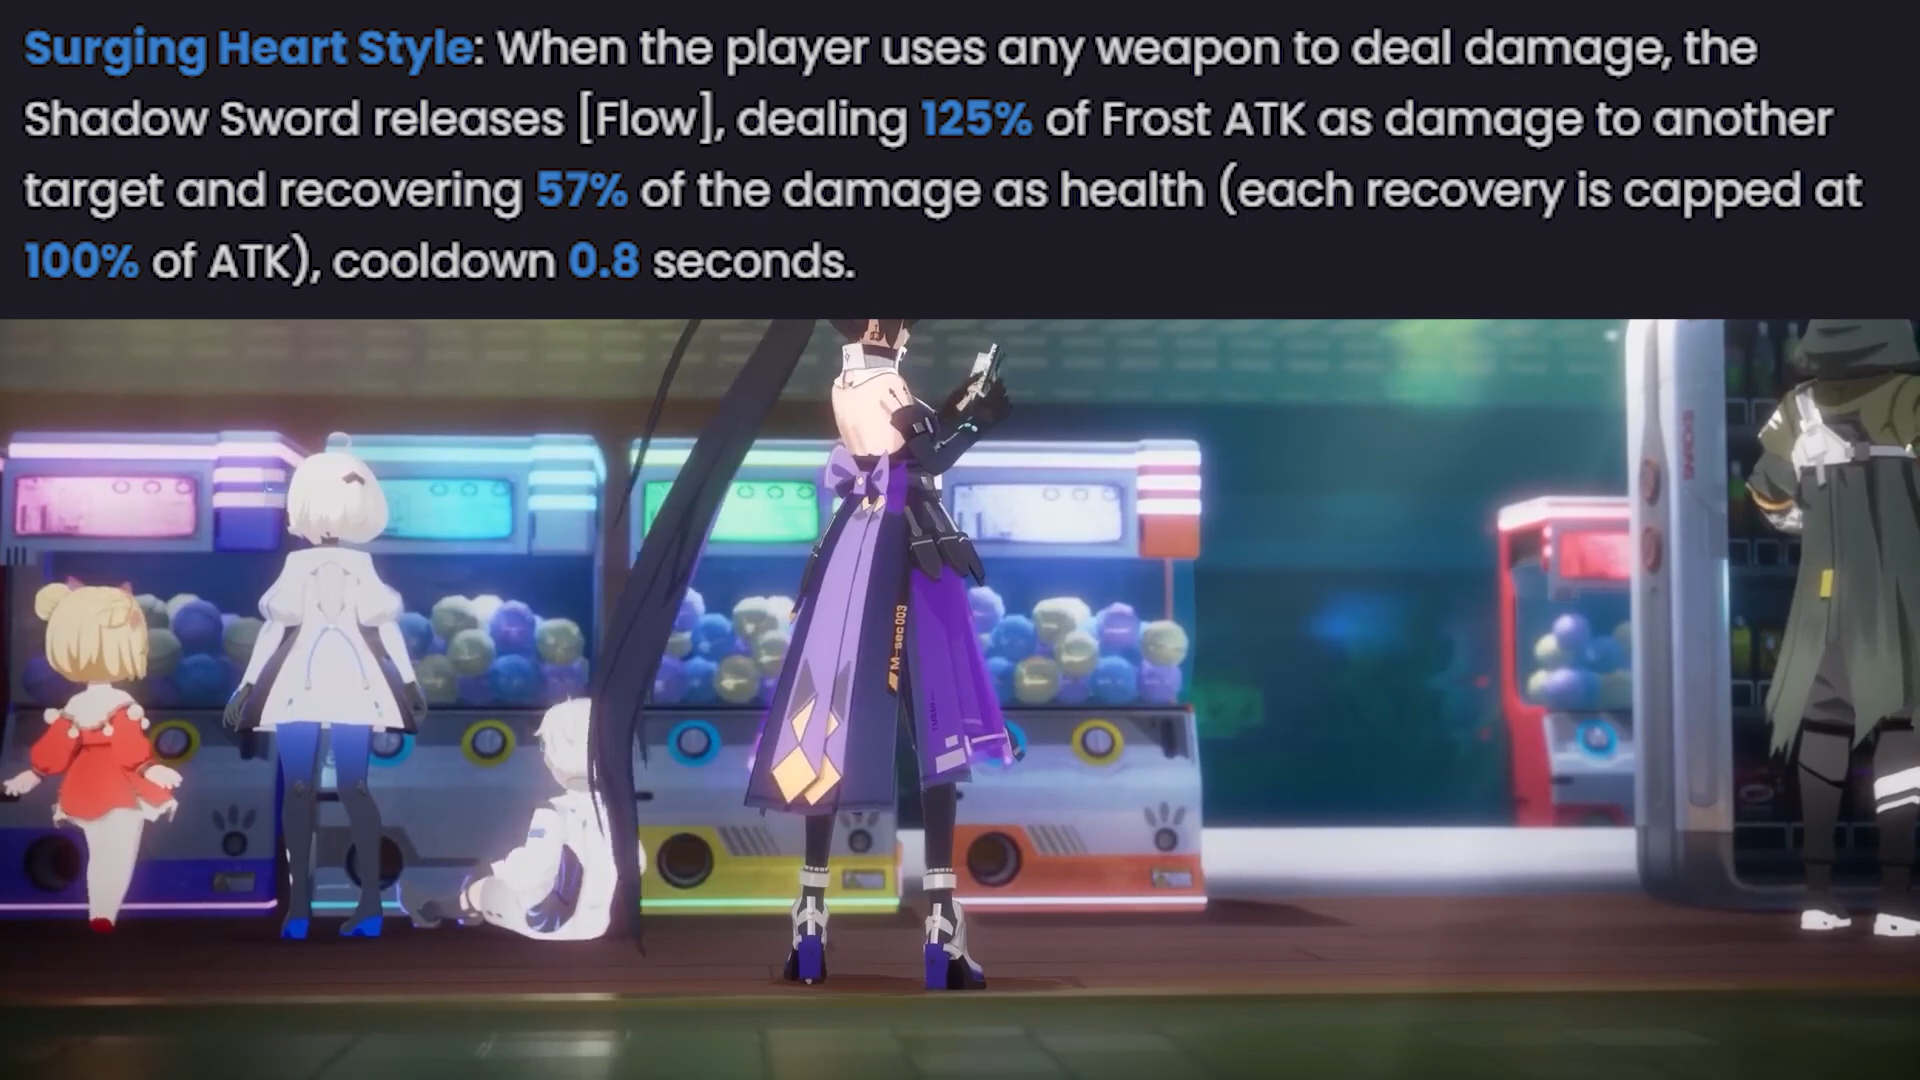 Surging Heart Style: When the player uses any weapon to deal damage, the
Shadow Sword releases [Flow], dealing 125% of Frost ATK as damage to another
target and recovering 57% of the damage as health (each recovery is capped at
100% of ATK), cooldown 0.8 seconds.
M-sec003